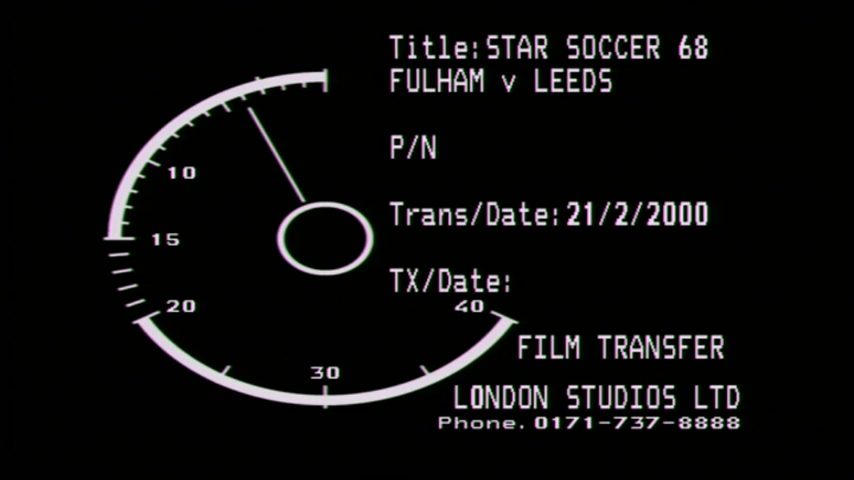 Title:STAR SOCCER 68
FULHAM v LEEDS
P/N
10
Trans/Date:21/2/2000
15
TX/Date:
20
40
FILM TRANSFER
30
LONDON STUDIOS LTD
Phone. 0171-737-8888